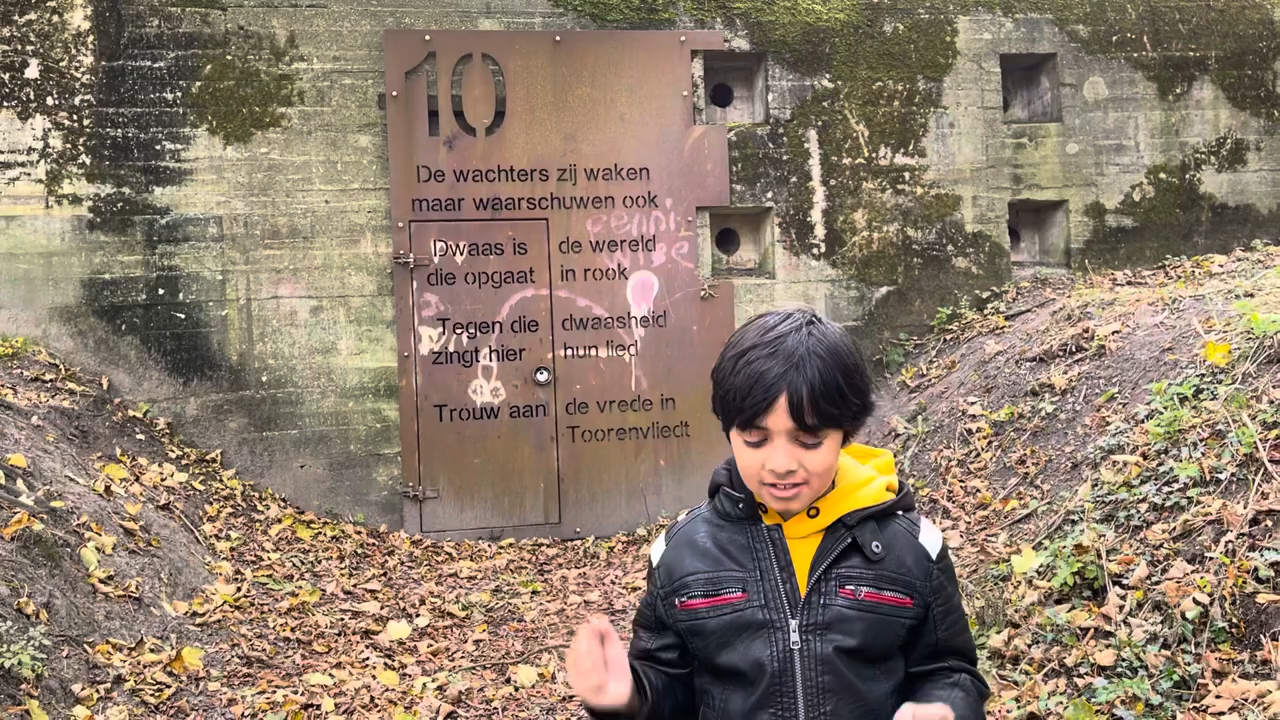 10
De wachters zij waken
maar waarschuwen ook
Dwaas is de wereld
die opgaat in rook
Tegen die dwaasheid
zingt hier hun lied
Trouw aan de vrede in
Toorenvliedt